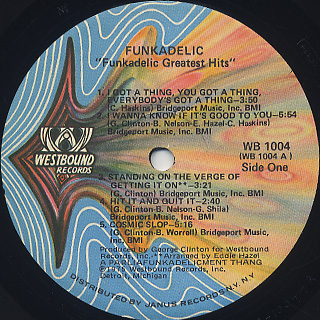 FUNKADELIC
"Funkadelic Greatest Hits"
1. I GOT A THING, YOU GOT A THING,
EVERYBODY'S GOT A THING—3:50
(C. Haskins) Bridgeport Music, Inc. BMI
2. I WANNA KNOW IF IT'S GOOD TO YOU—5:54
(G. Clinton-B. Nelson-E. Hazel-C. Haskins)
Bridgeport Music, Inc. BMI
WESTBOUND
RECORDS
WB 1004
(WB 1004 A)
Side One
3. STANDING ON THE VERGE OF
GETTING IT ON**—3:21
(G. Clinton) Bridgeport Music, Inc. BMI
4. HIT IT AND QUIT IT—2:40
(G. Clinton-B. Nelson-G. Shila)
Bridgeport Music, Inc. BMI
5. COSMIC SLOP—5:16
(G. Clinton-B. Worrell) Bridgeport Music,
Inc. BMI
Produced by George Clinton for Westbound
Records, Inc. **Arranged by Eddie Hazel
A PARLIAFUNKADELICMENT THANG
©1975 Westbound Records, Inc.
Detroit, Michigan
DISTRIBUTED BY JANUS RECORDS N.Y. N.Y.